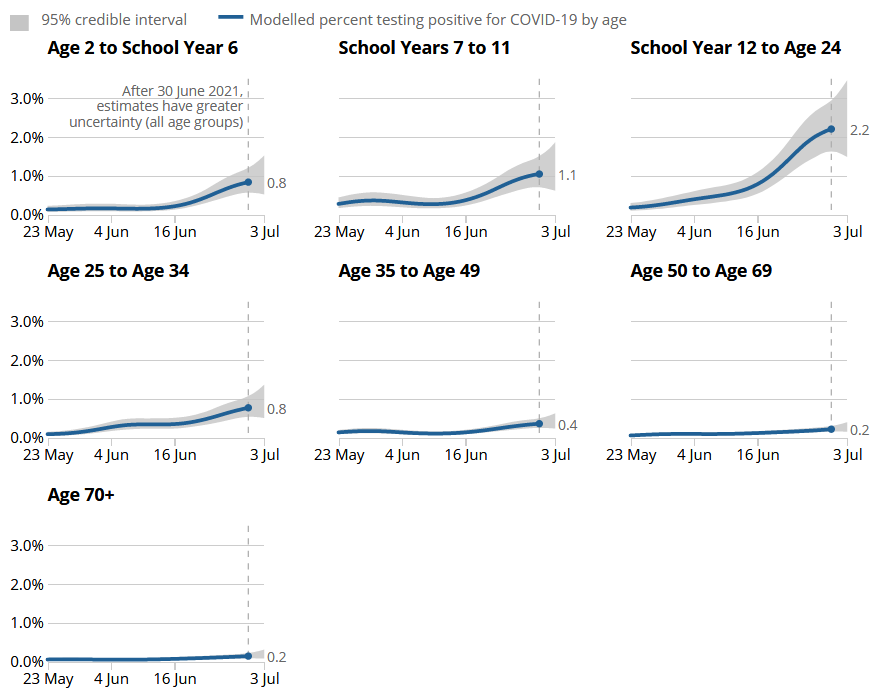 95% credible interval
Modelled percent testing positive for COVID-19 by age
Age 2 to School Year 6
School Years 7 to 11
School Year 12 to Age 24
After 30 June 2021,
estimates have greater
uncertainty (all age groups)
3.0%
2.0%
1.0%
0.0%
0.8
1.1
2.2
23 May
4 Jun
16 Jun
3 Jul
23 May
4 Jun
16 Jun
3 Jul
23 May
4 Jun
16 Jun
3 Jul
Age 25 to Age 34
Age 35 to Age 49
Age 50 to Age 69
3.0%
2.0%
1.0%
0.0%
0.8
0.4
0.2
23 May
4 Jun
16 Jun
3 Jul
23 May
4 Jun
16 Jun
3 Jul
23 May
4 Jun
16 Jun
3 Jul
Age 70+
3.0%
2.0%
1.0%
0.0%
0.2
23 May
4 Jun
16 Jun
3 Jul